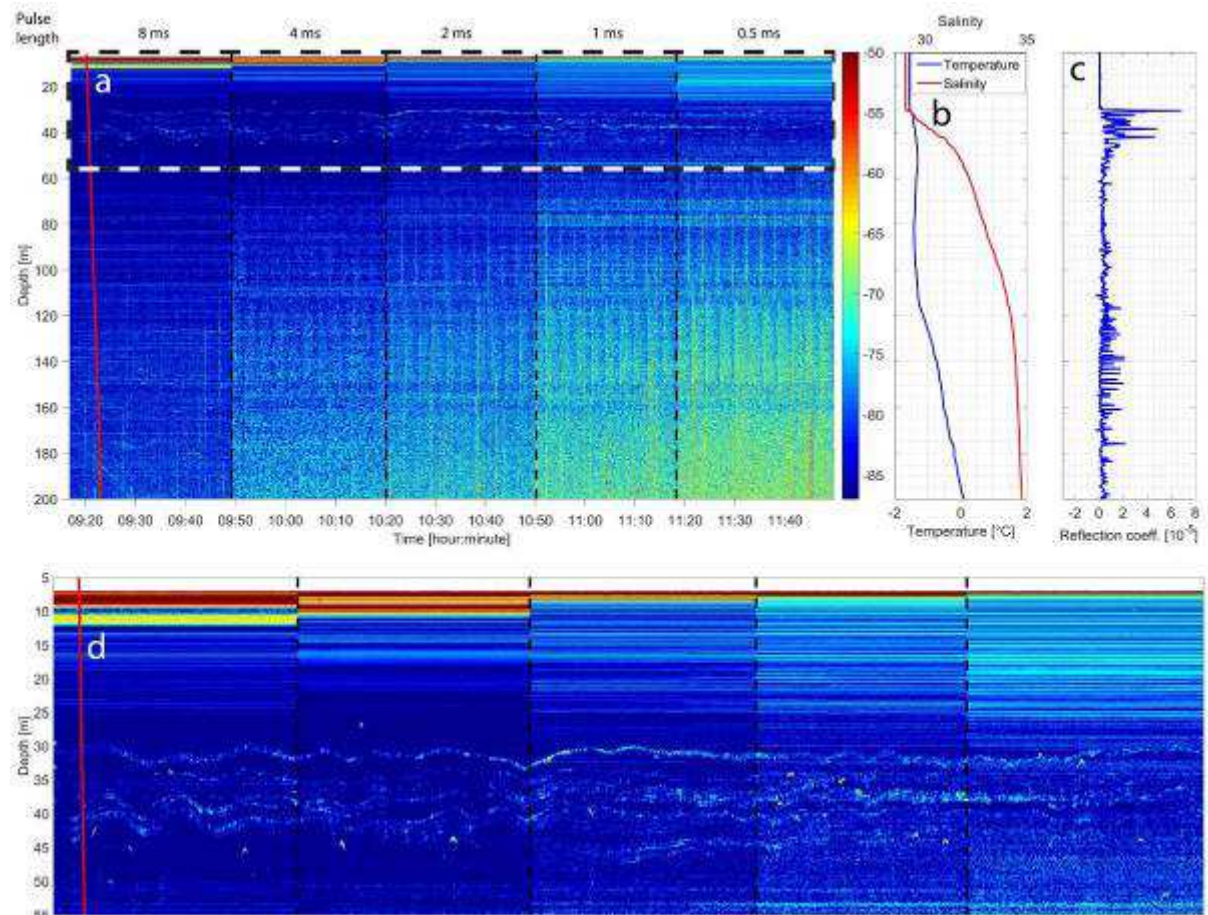 Pulse length
8 ms 4 ms 2 ms 1 ms 0.5 ms
a
Depth [m]
20
40
60
80
100
120
140
160
180
200
09:20 09:30 09:40 09:50 10:00 10:10 10:20 10:30 10:40 10:50 11:00 11:10 11:20 11:30 11:40
Time [hour:minute]
-50
-55
-60
-65
-70
-75
-80
-85
Salinity
30 35
Temperature
Salinity
b
-2 0 2
Temperature [°C]
c
-2 0 2 4 6 8
Reflection coeff. [10⁻⁵]
d
Depth [m]
5
10
15
20
25
30
35
40
45
50
55